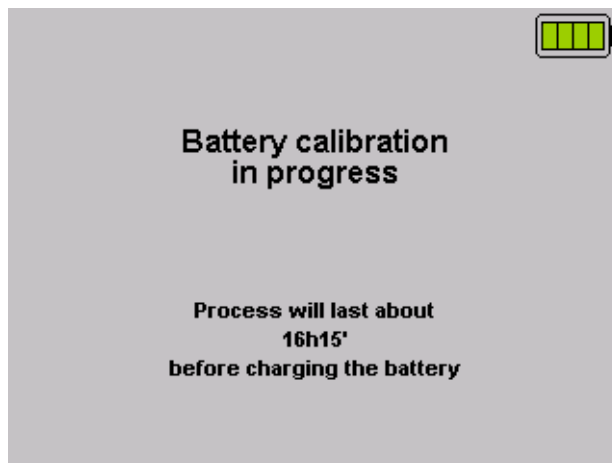 Battery calibration
in progress
Process will last about
16h15'
before charging the battery